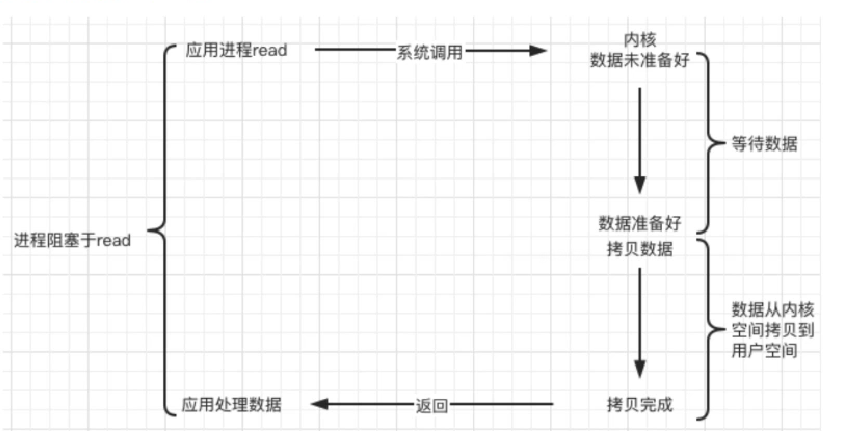 应用进程read
系统调用
内核
数据未准备好
等待数据
数据准备好
进程阻塞于read
拷贝数据
数据从内核
空间拷贝到
用户空间
应用处理数据
返回
拷贝完成